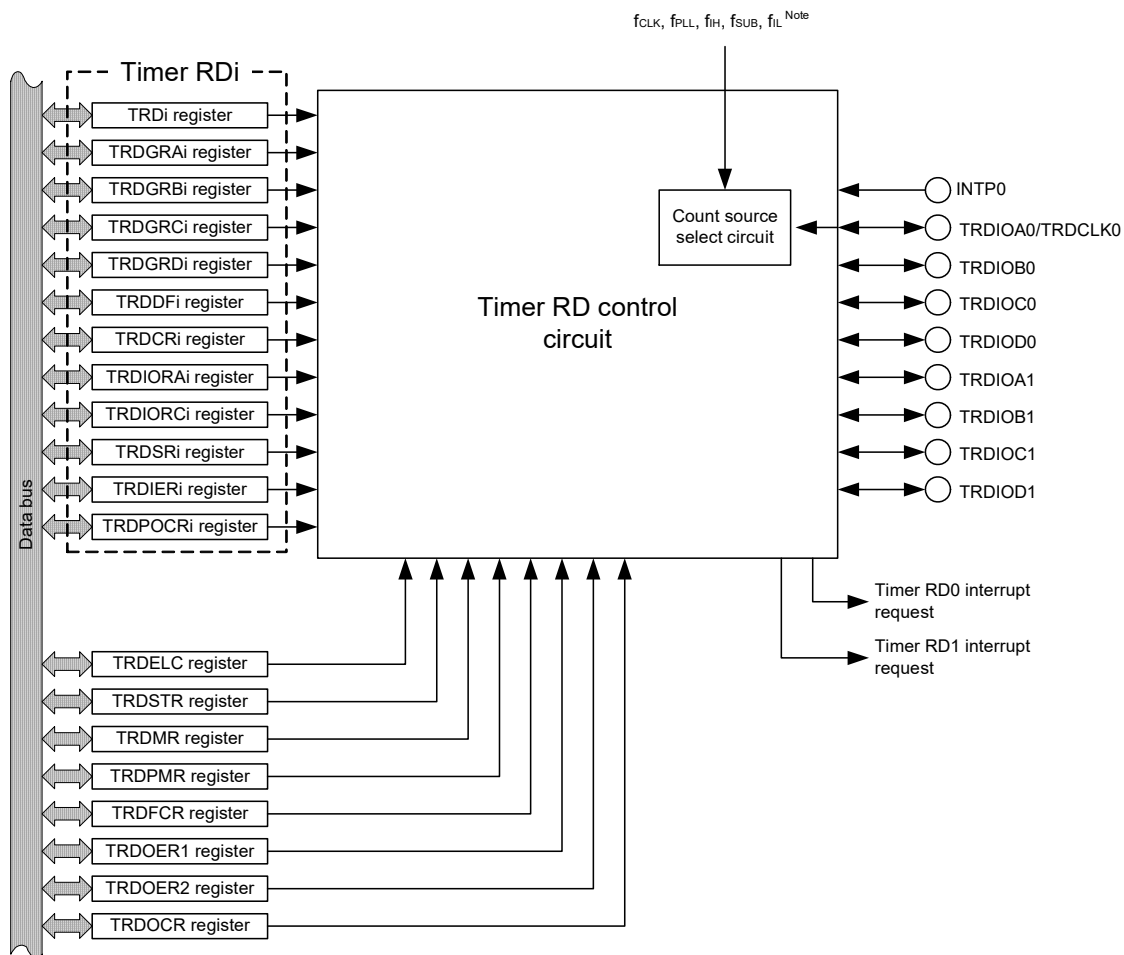 fCLK, fPLL, fIH, fSUB, fIL Note
Timer RDi
TRDi register
TRDGRAi register
TRDGRBi register
TRDGRCi register
TRDGRDi register
TRDDFi register
TRDCRi register
TRDIORAi register
TRDIORCi register
TRDSRi register
TRDIERi register
TRDPOCRi register
Data bus
Timer RD control
circuit
Count source
select circuit
INTP0
TRDIOA0/TRDCLK0
TRDIOB0
TRDIOC0
TRDIOD0
TRDIOA1
TRDIOB1
TRDIOC1
TRDIOD1
Timer RD0 interrupt
request
Timer RD1 interrupt
request
TRDELC register
TRDSTR register
TRDMR register
TRDPMR register
TRDFCR register
TRDOER1 register
TRDOER2 register
TRDOCR register